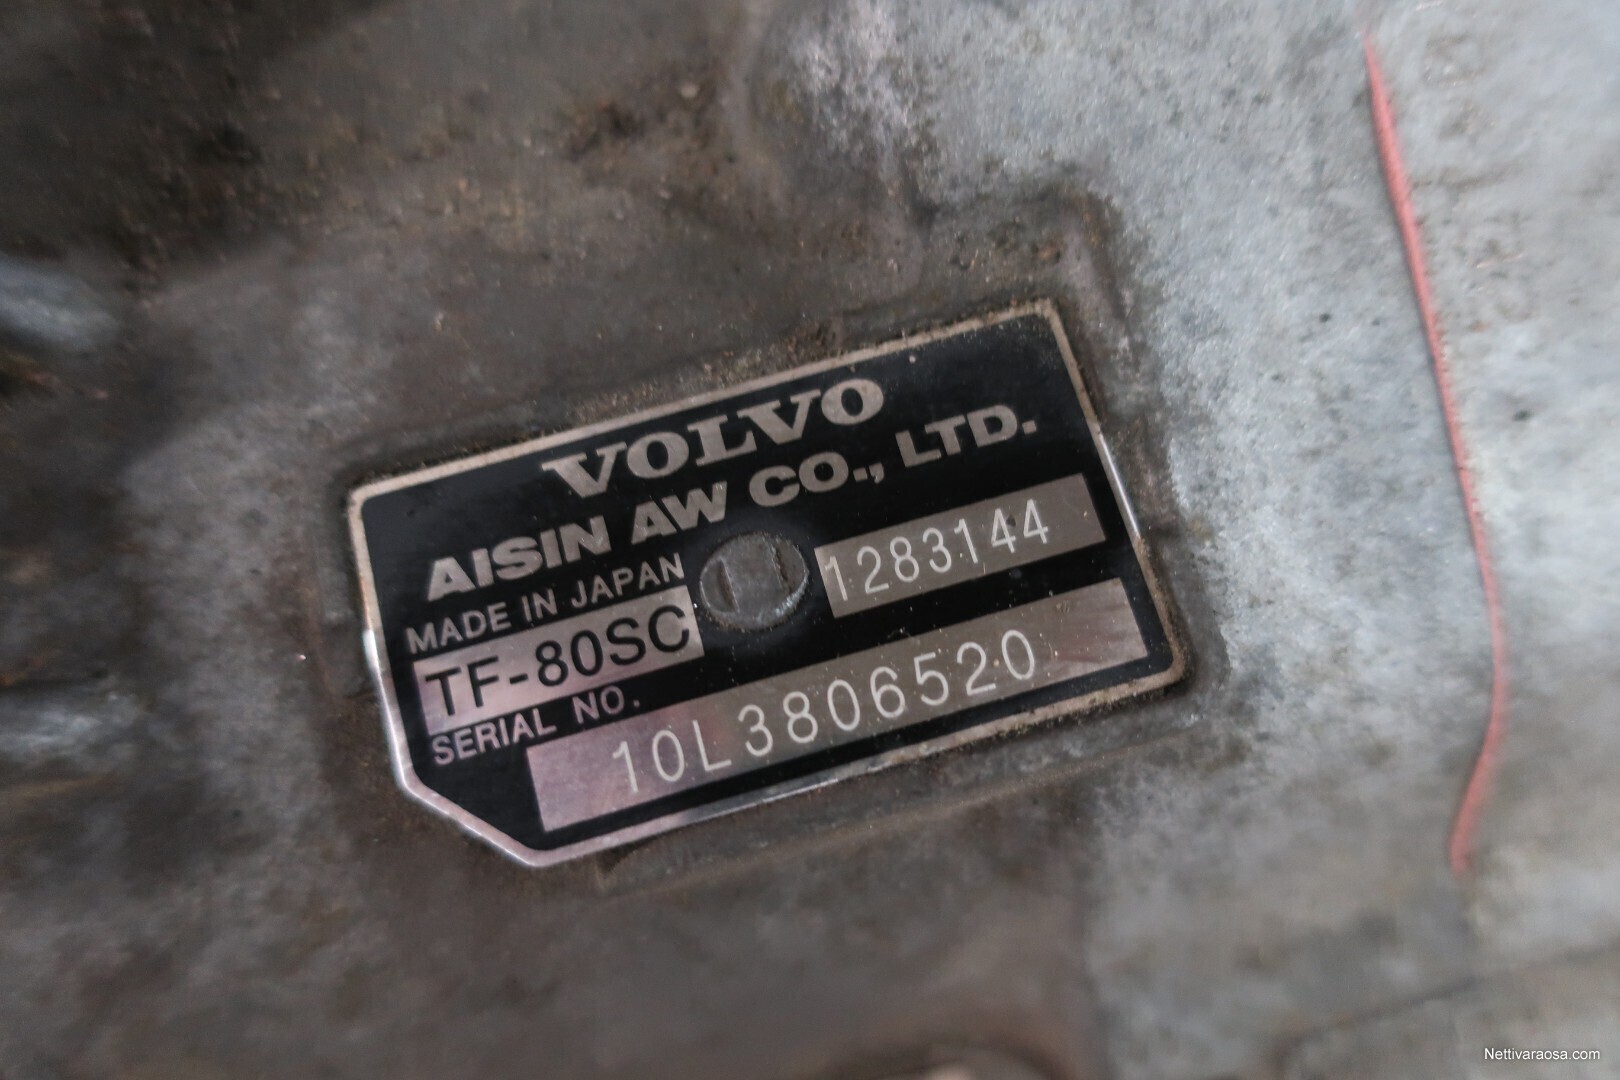 VOLVO
AISIN AW CO., LTD.
MADE IN JAPAN
TF-80SC
1283144
SERIAL NO.
10L3806520
Nettivaraosa.com